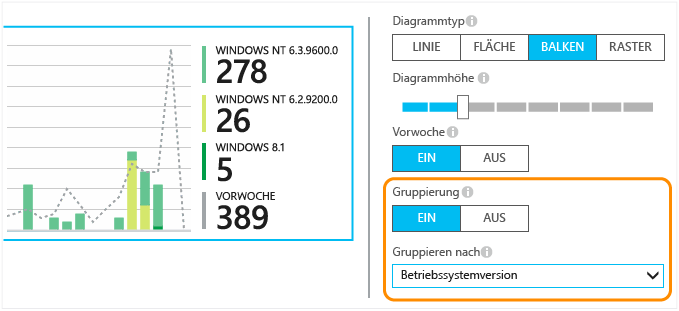 WINDOWS NT 6.3.9600.0
278
WINDOWS NT 6.2.9200.0
26
WINDOWS 8.1
5
VORWOCHE
389
Diagrammtyp
LINIE FLÄCHE BALKEN RASTER
Diagrammhöhe
Vorwoche
EIN AUS
Gruppierung
EIN AUS
Gruppieren nach
Betriebssystemversion